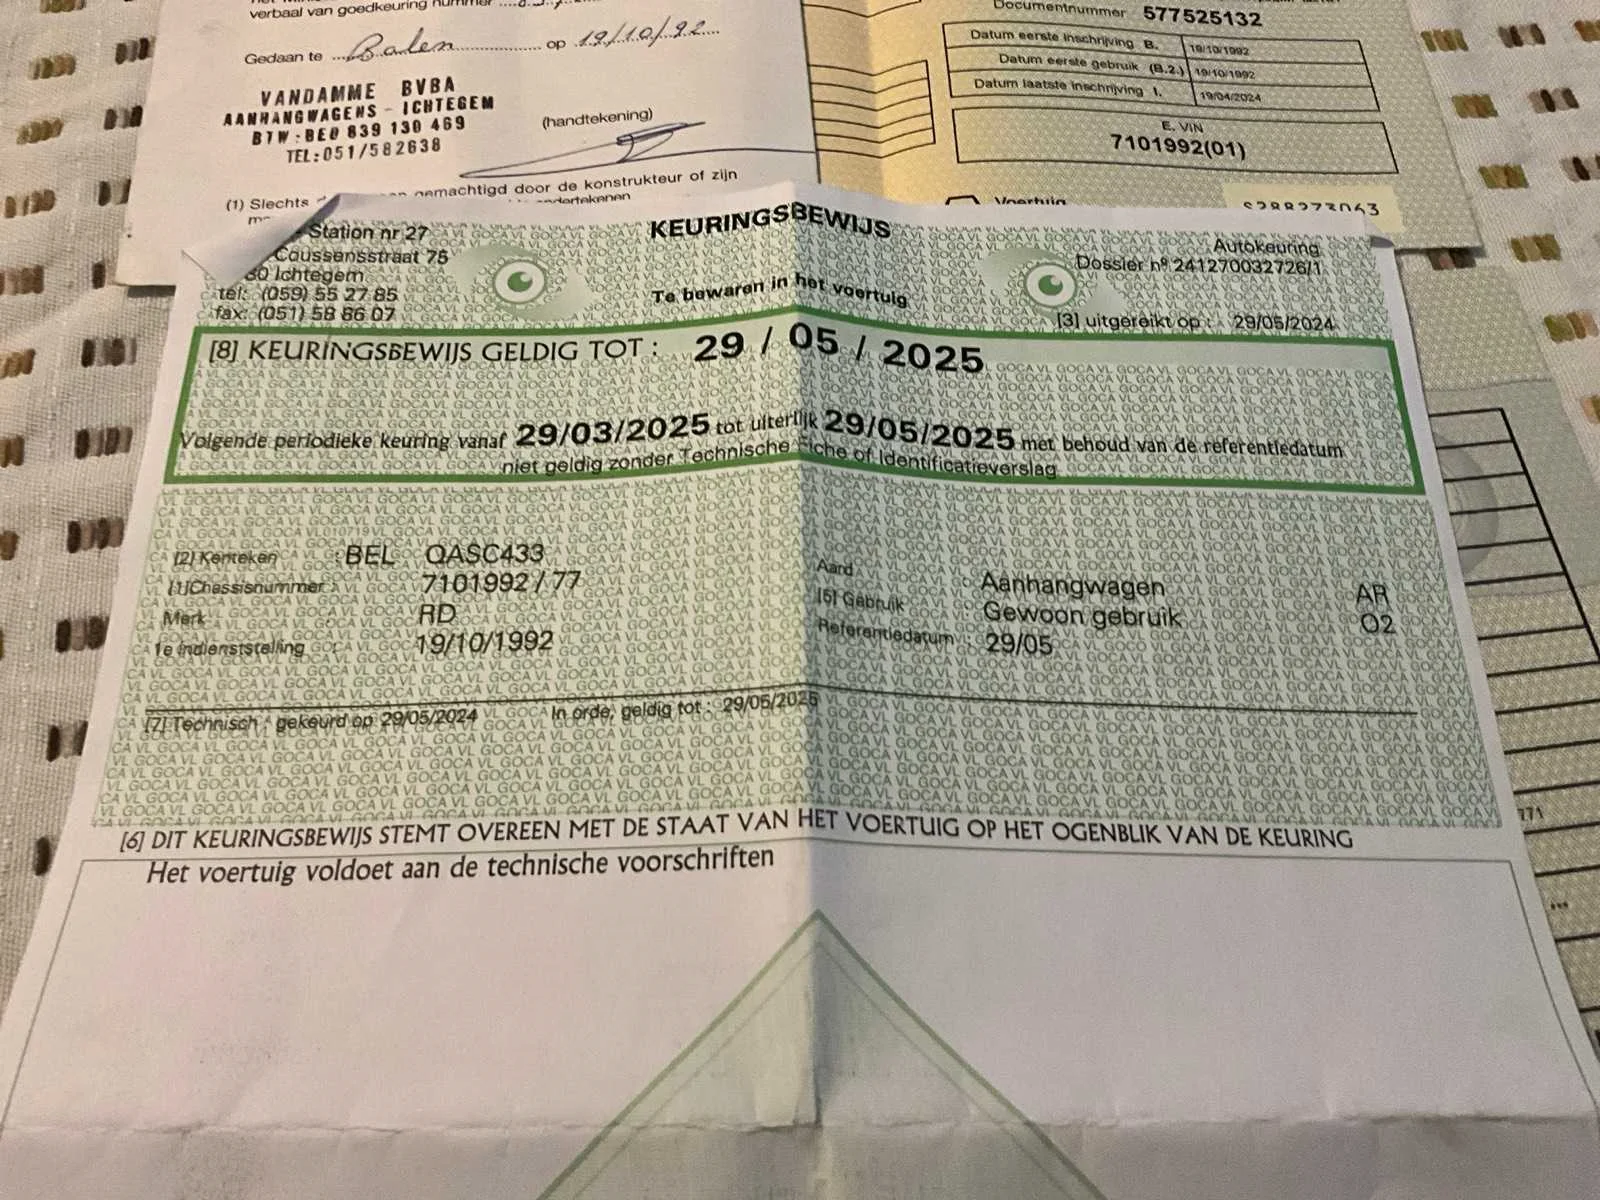 verbaal van goedkeuring nummer
Gedaan te Balen op 19/10/92
VANDAMME BVBA
AANHANGWAGENS - ICHTEGEM
BTW: BE0 839 130 469
TEL: 051/582638
(handtekening)
(1) Slechts gemachtigd door de konstrukteur of zijn
Documentnummer 577525132
Datum eerste inschrijving B. 19/10/1992
Datum eerste gebruik (B.2.) 19/10/1992
Datum laatste inschrijving I. 19/04/2024
E. VIN
7101992(01)
Voertuig
S288273063
Station nr 27
Coussensstraat 75
80 Ichtegem
tel: (059) 55 27 85
fax: (051) 58 86 07
KEURINGSBEWIJS
Te bewaren in het voertuig
Autokeuring
Dossier nº 241270032726/1
[3] uitgereikt op : 29/05/2024
[8] KEURINGSBEWIJS GELDIG TOT : 29 / 05 / 2025
Volgende periodieke keuring vanaf 29/03/2025 tot uiterlijk 29/05/2025 met behoud van de referentiedatum
niet geldig zonder Technische Fiche of Identificatieverslag
[2] Kenteken : BEL QASC433
[1] Chassisnummer : 7101992 / 77
Merk : RD
1e indienststelling : 19/10/1992
Aard Aanhangwagen AR
[5] Gebruik Gewoon gebruik O2
Referentiedatum : 29/05
[7] Technisch : gekeurd op 29/05/2024 In orde, geldig tot : 29/05/2025
[6] DIT KEURINGSBEWIJS STEMT OVEREEN MET DE STAAT VAN HET VOERTUIG OP HET OGENBLIK VAN DE KEURING
Het voertuig voldoet aan de technische voorschriften